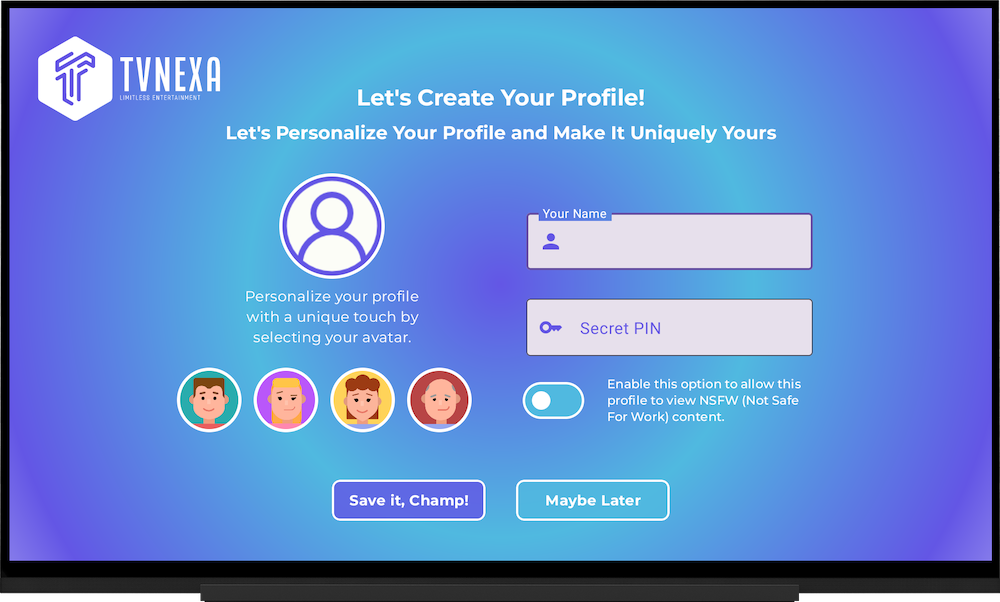 TVNEXA
LIMITLESS ENTERTAINMENT
Let's Create Your Profile!
Let's Personalize Your Profile and Make It Uniquely Yours
Personalize your profile
with a unique touch by
selecting your avatar.
Your Name
Secret PIN
Enable this option to allow this
profile to view NSFW (Not Safe
For Work) content.
Save it, Champ!
Maybe Later